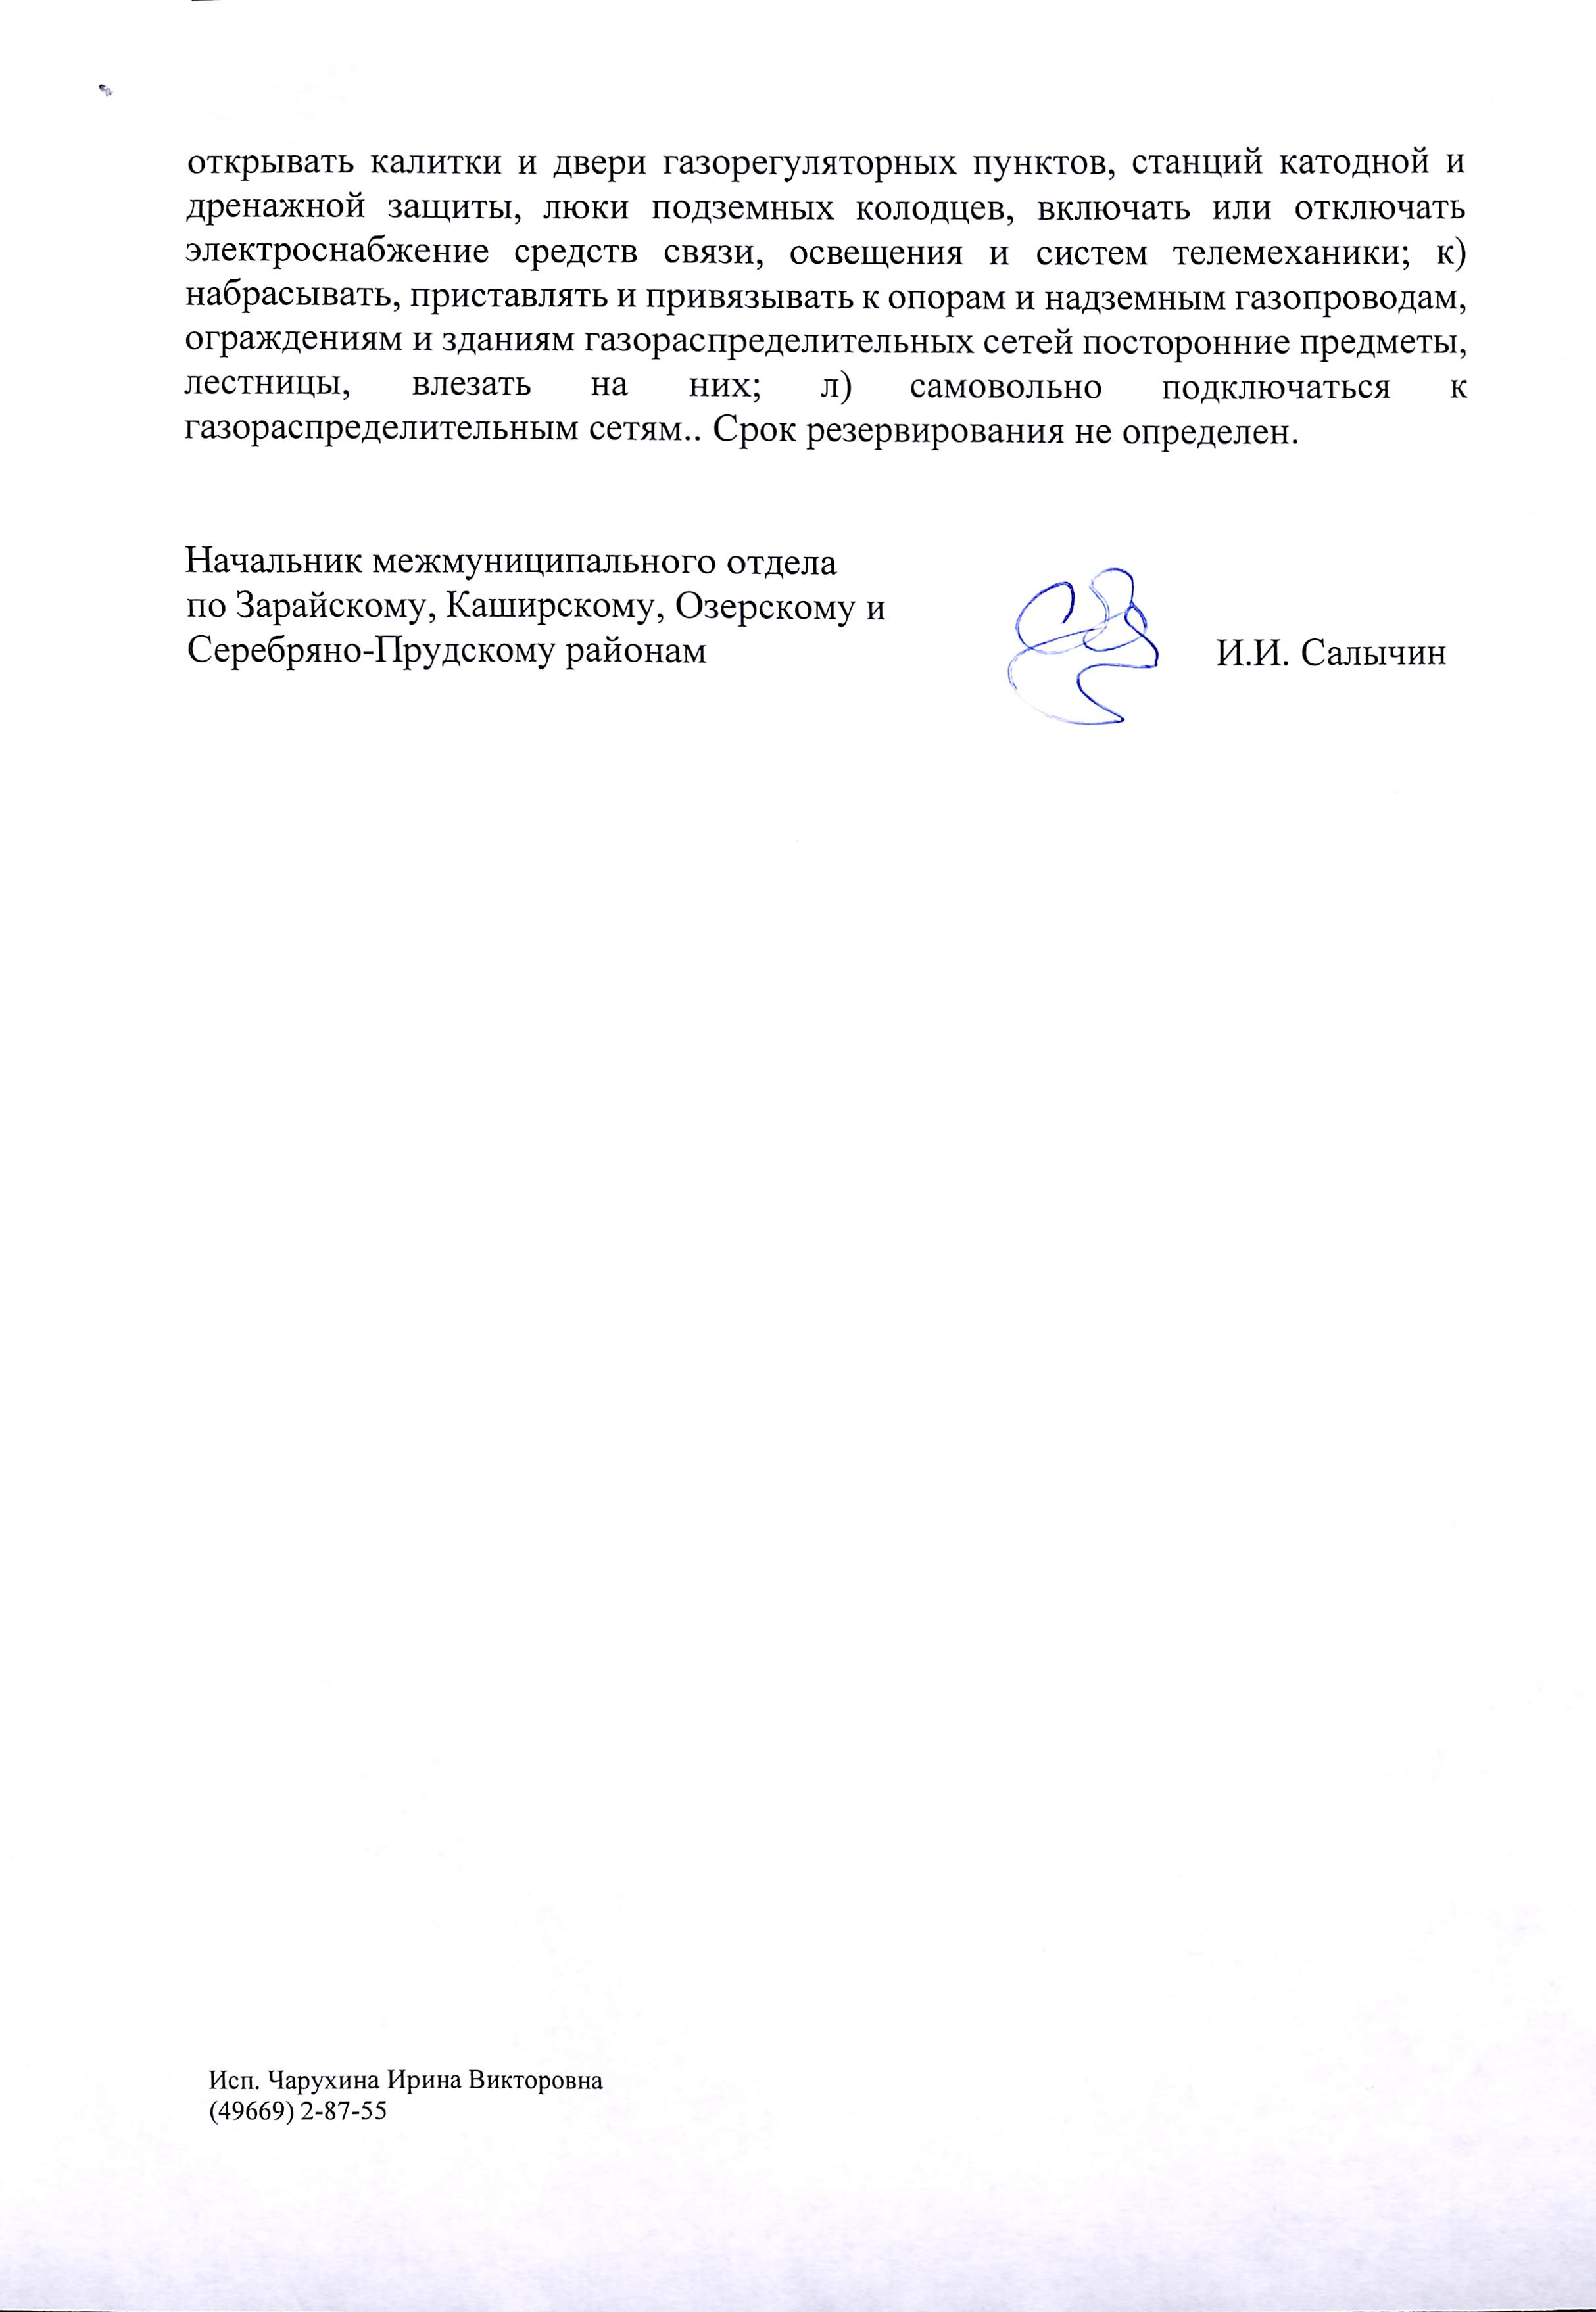 открывать калитки и двери газорегуляторных пунктов, станций катодной и
дренажной защиты, люки подземных колодцев, включать или отключать
электроснабжение средств связи, освещения и систем телемеханики; к)
набрасывать, приставлять и привязывать к опорам и надземным газопроводам,
ограждениям и зданиям газораспределительных сетей посторонние предметы,
лестницы, влезать на них; л) самовольно подключаться к
газораспределительным сетям.. Срок резервирования не определен.
Начальник межмуниципального отдела
по Зарайскому, Каширскому, Озерскому и
Серебряно-Прудскому районам И.И. Салычин
Исп. Чарухина Ирина Викторовна
(49669) 2-87-55